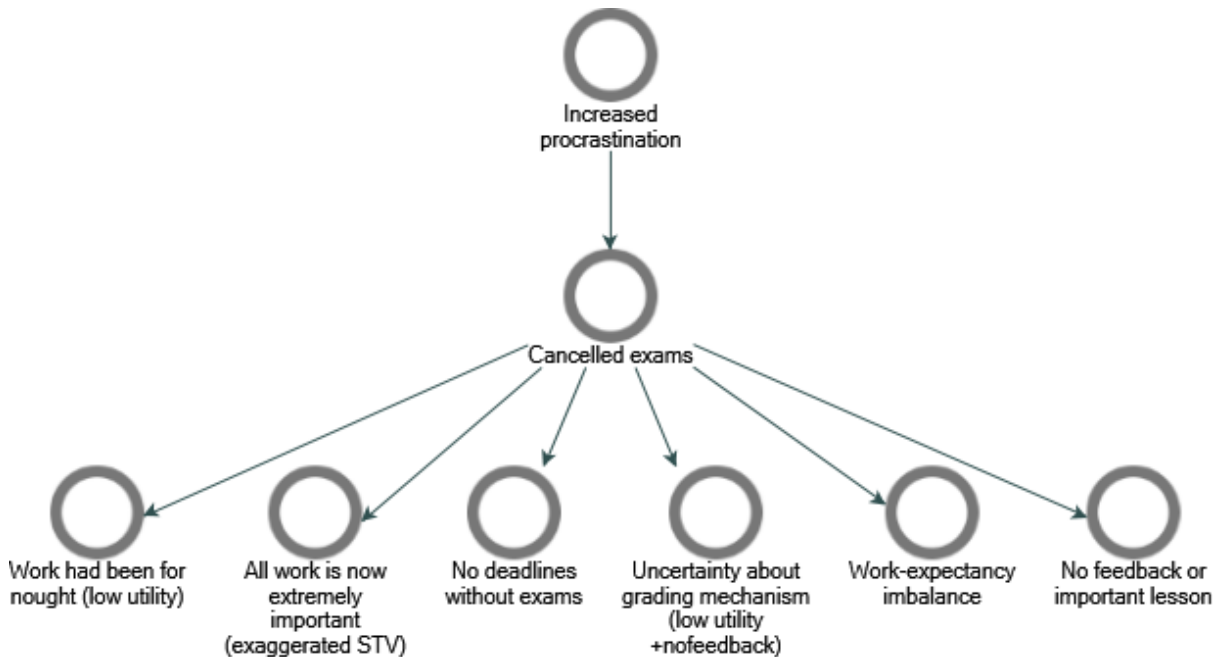 Increased
procrastination
Cancelled exams
Work had been for
nought (low utility)
All work is now
extremely
important
(exaggerated STV)
No deadlines
without exams
Uncertainty about
grading mechanism
(low utility
+nofeedback)
Work-expectancy
imbalance
No feedback or
important lesson